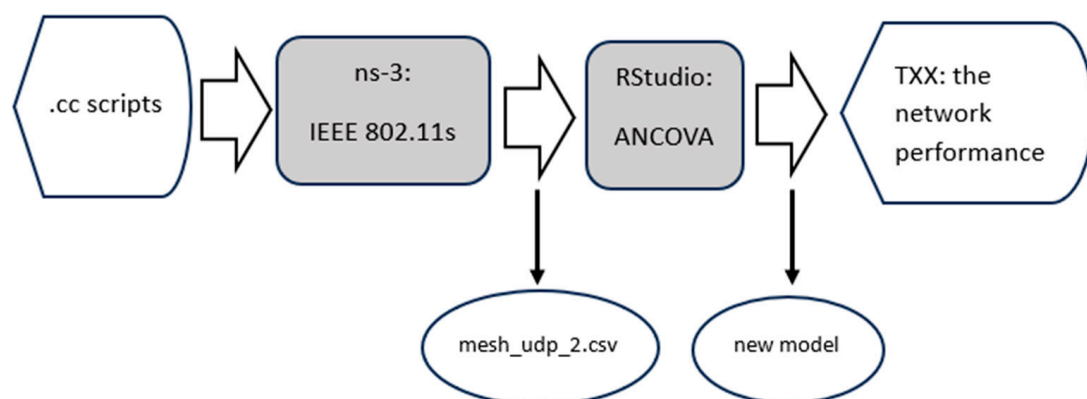 .cc scripts
ns-3:
IEEE 802.11s
RStudio:
ANCOVA
TXX: the
network
performance
mesh_udp_2.csv
new model